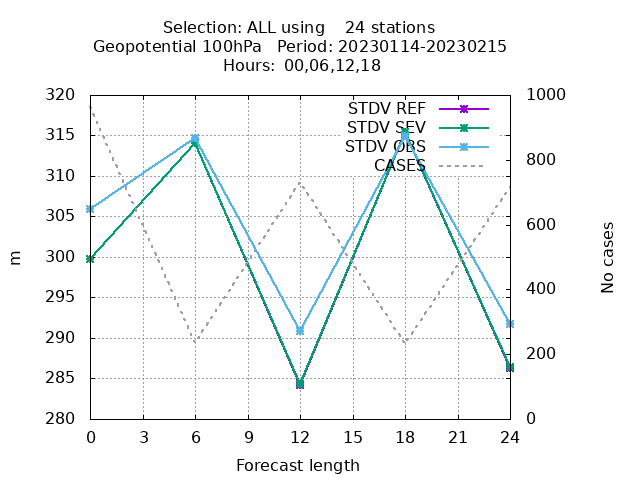 Selection: ALL using    24 stations
Geopotential 100hPa   Period: 20230114-20230215
Hours: 00,06,12,18
320 1000
STDV REF
STDV SEV
STDV OBS
CASES
315
310 800
305
300 600
295
290 400
285 200
280 0
m
No cases
0 3 6 9 12 15 18 21 24
Forecast length